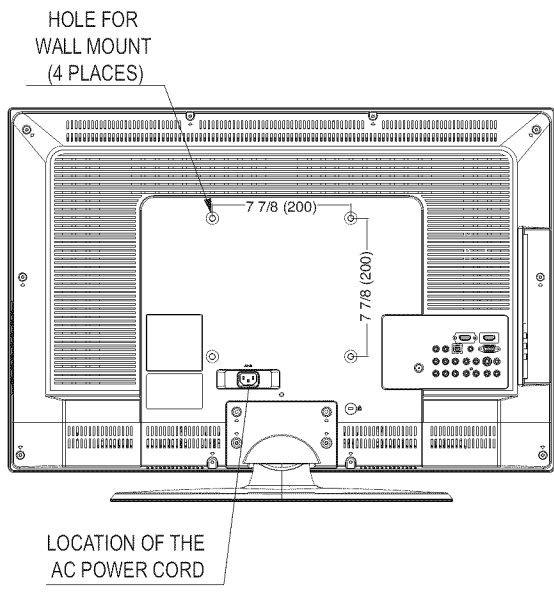 HOLE FOR
WALL MOUNT
(4 PLACES)
7 7/8 (200)
7 7/8 (200)
LOCATION OF THE
AC POWER CORD